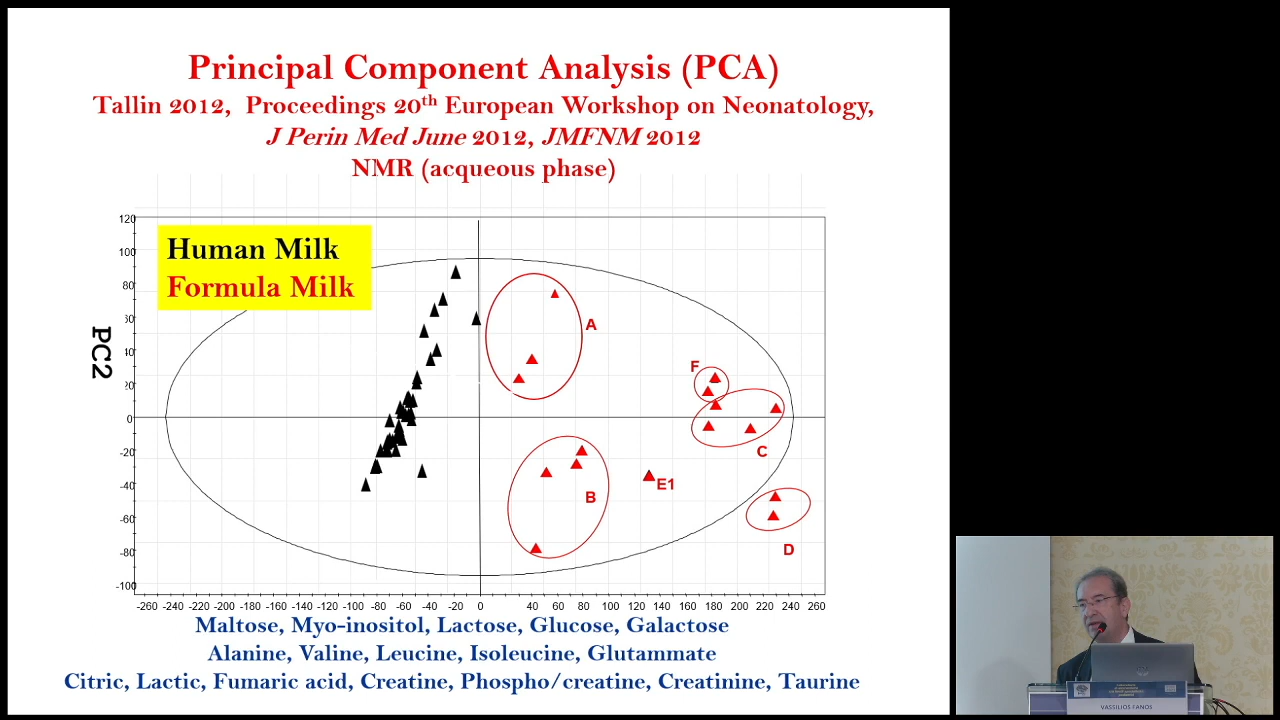 Principal Component Analysis (PCA)
Tallin 2012, Proceedings 20th European Workshop on Neonatology,
J Perin Med June 2012, JMFNM 2012
NMR (acqueous phase)
Human Milk
Formula Milk
PC2
120
100
80
60
40
20
0
-20
-40
-60
-80
-100
A
F
C
B
E1
D
-260 -240 -220 -200 -180 -160 -140 -120 -100 -80 -60 -40 -20 0 40 60 80 100 120 140 160 180 200 220 240 260
Maltose, Myo-inositol, Lactose, Glucose, Galactose
Alanine, Valine, Leucine, Isoleucine, Glutammate
Citric, Lactic, Fumaric acid, Creatine, Phospho/creatine, Creatinine, Taurine
VASSILIOS FANOS